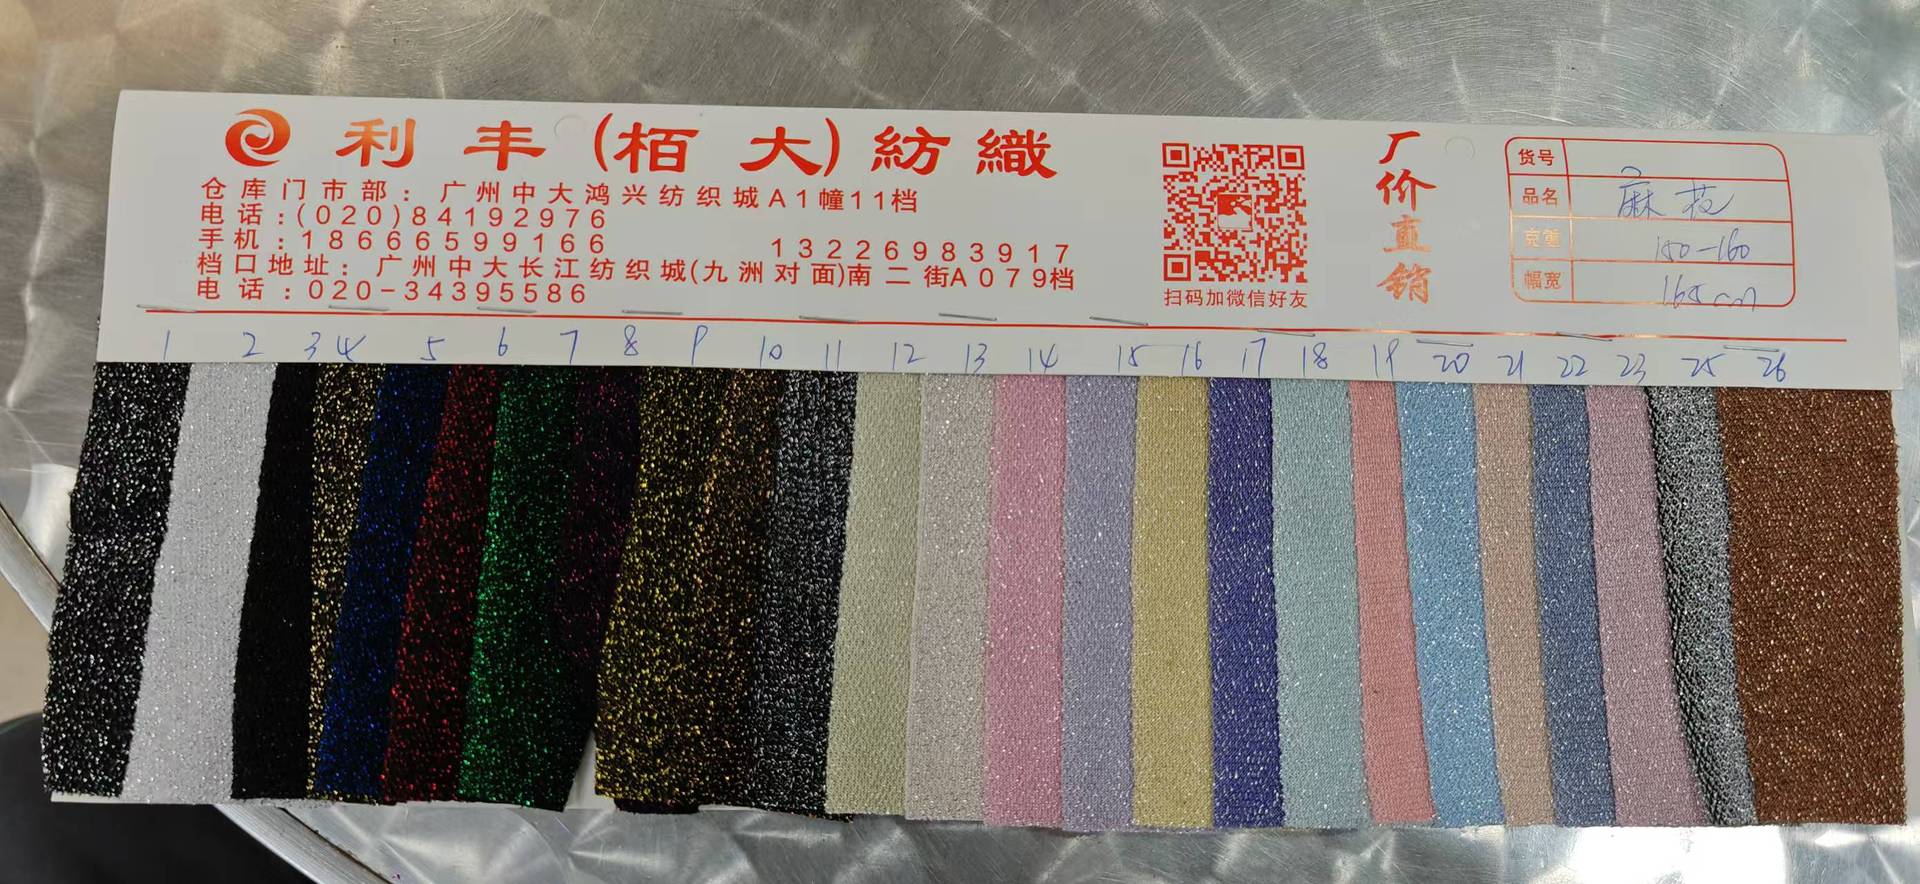 利丰(栢大)紡織
仓库门市部：广州中大鸿兴纺织城A1幢11档
电话:(020)84192976
手机:18666599166 13226983917
档口地址：广州中大长江纺织城(九洲对面)南二街A079档
电话:020-34395586
扫码加微信好友
厂价直销
货号
品名 麻
克重 150-160
幅宽 165cm
1 2 3 4 5 6 7 8 9 10 11 12 13 14 15 16 17 18 19 20 21 22 23 25 26